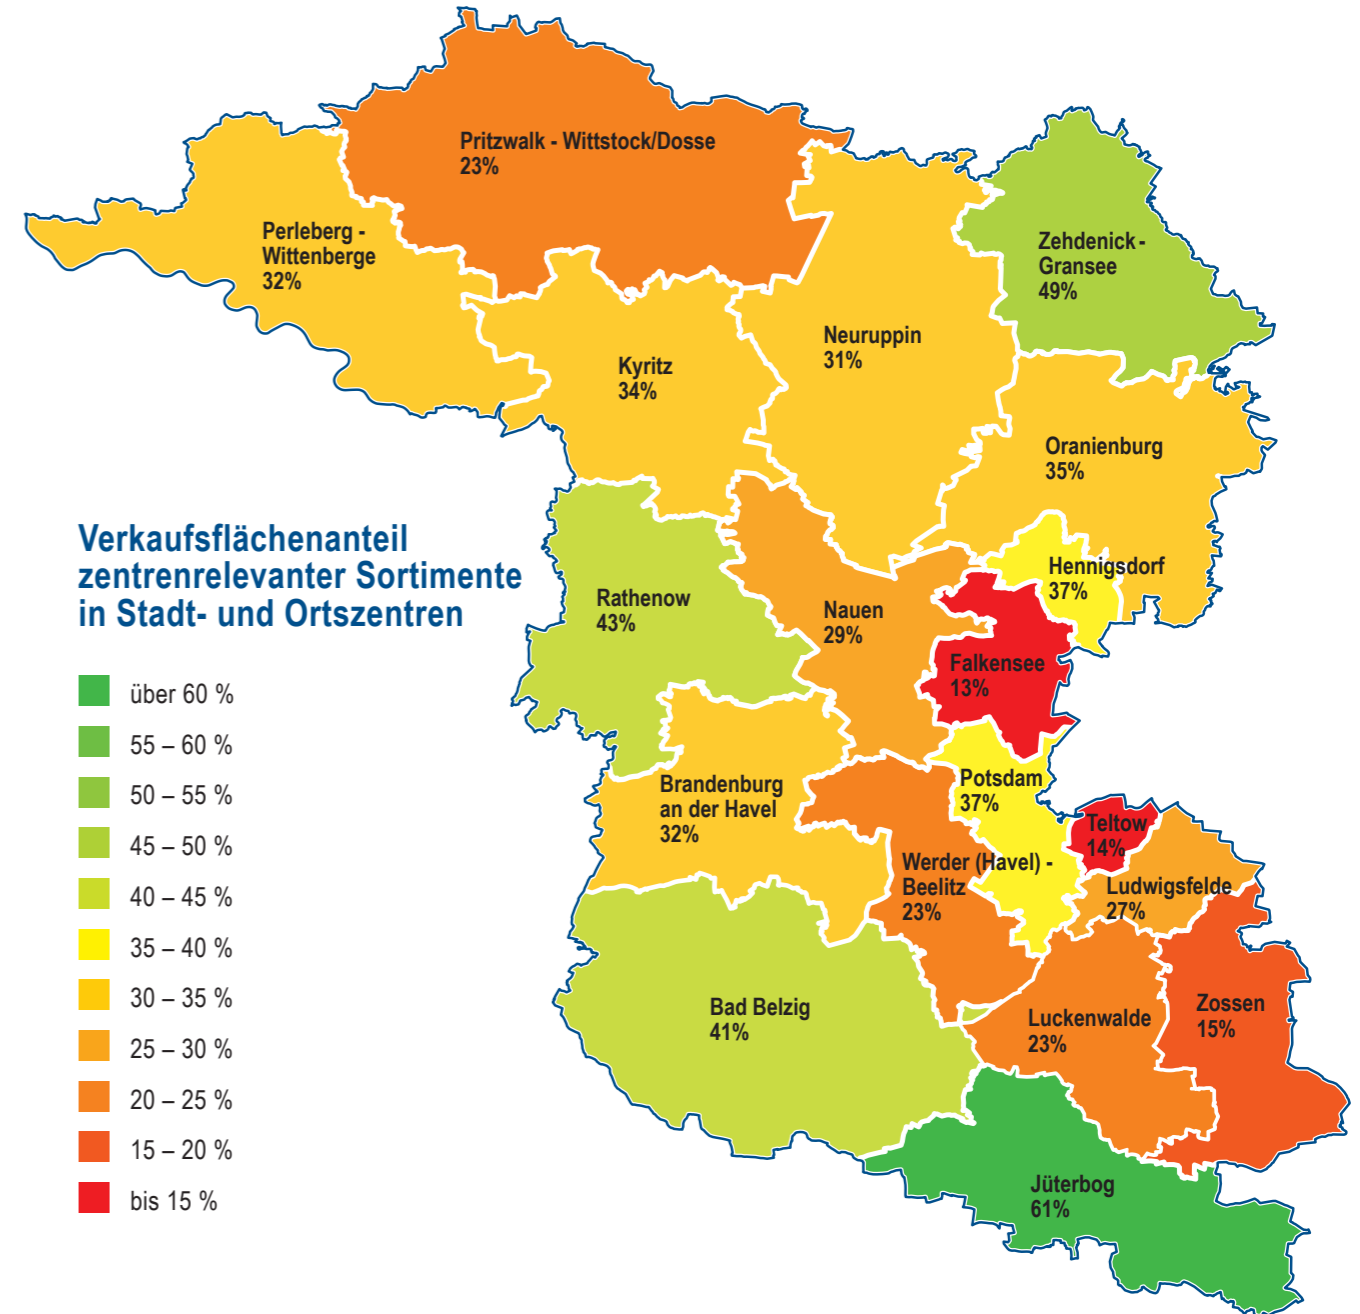 Pritzwalk - Wittstock/Dosse
23%
Perleberg -
Wittenberge
32%
Zehdenick -
Gransee
49%
Neuruppin
31%
Kyritz
34%
Oranienburg
35%
Verkaufsflächenanteil
zentrenrelevanter Sortimente
in Stadt- und Ortszentren
Hennigsdorf
37%
Rathenow
43%
Nauen
29%
Falkensee
13%
über 60 %
55 – 60 %
50 – 55 %
45 – 50 %
40 – 45 %
35 – 40 %
30 – 35 %
25 – 30 %
20 – 25 %
15 – 20 %
bis 15 %
Brandenburg
an der Havel
32%
Potsdam
37%
Teltow
14%
Werder (Havel) -
Beelitz
23%
Ludwigsfelde
27%
Bad Belzig
41%
Luckenwalde
23%
Zossen
15%
Jüterbog
61%